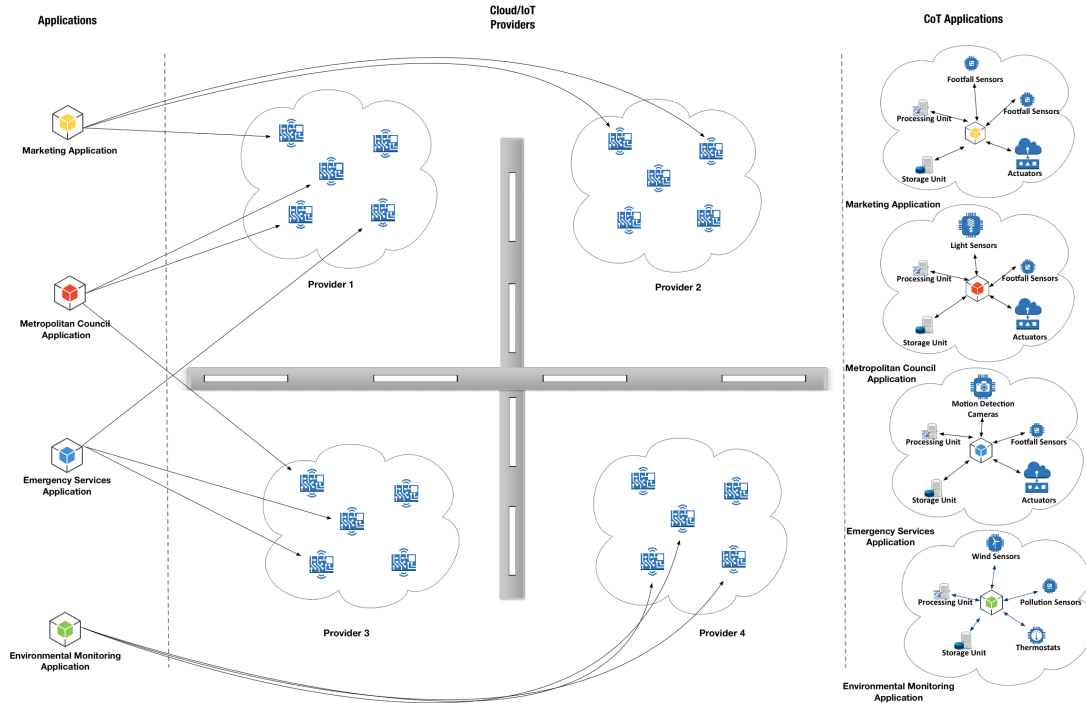 Applications
Cloud/IoT
Providers
CoT Applications
Marketing Application
Metropolitan Council
Application
Emergency Services
Application
Environmental Monitoring
Application
Provider 1
Provider 2
Provider 3
Provider 4
Footfall Sensors
Processing Unit
Footfall Sensors
Storage Unit
Actuators
Marketing Application
Light Sensors
Processing Unit
Footfall Sensors
Storage Unit
Actuators
Metropolitan Council
Application
Motion Detection
Cameras
Processing Unit
Footfall Sensors
Storage Unit
Actuators
Emergency Services
Application
Wind Sensors
Processing Unit
Pollution Sensors
Storage Unit
Thermostats
Environmental Monitoring
Application